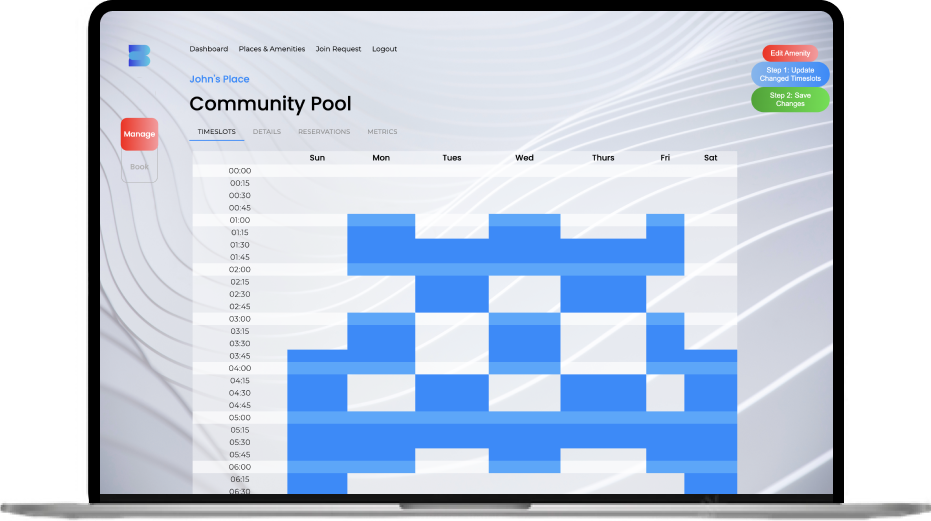 Dashboard Places & Amenities Join Request Logout
Edit Amenity
Step 1: Update
Changed Timeslots
Step 2: Save
Changes
John's Place
Community Pool
Manage
Book
TIMESLOTS DETAILS RESERVATIONS METRICS
Sun Mon Tues Wed Thurs Fri Sat
00:00
00:15
00:30
00:45
01:00
01:15
01:30
01:45
02:00
02:15
02:30
02:45
03:00
03:15
03:30
03:45
04:00
04:15
04:30
04:45
05:00
05:15
05:30
05:45
06:00
06:15
06:30